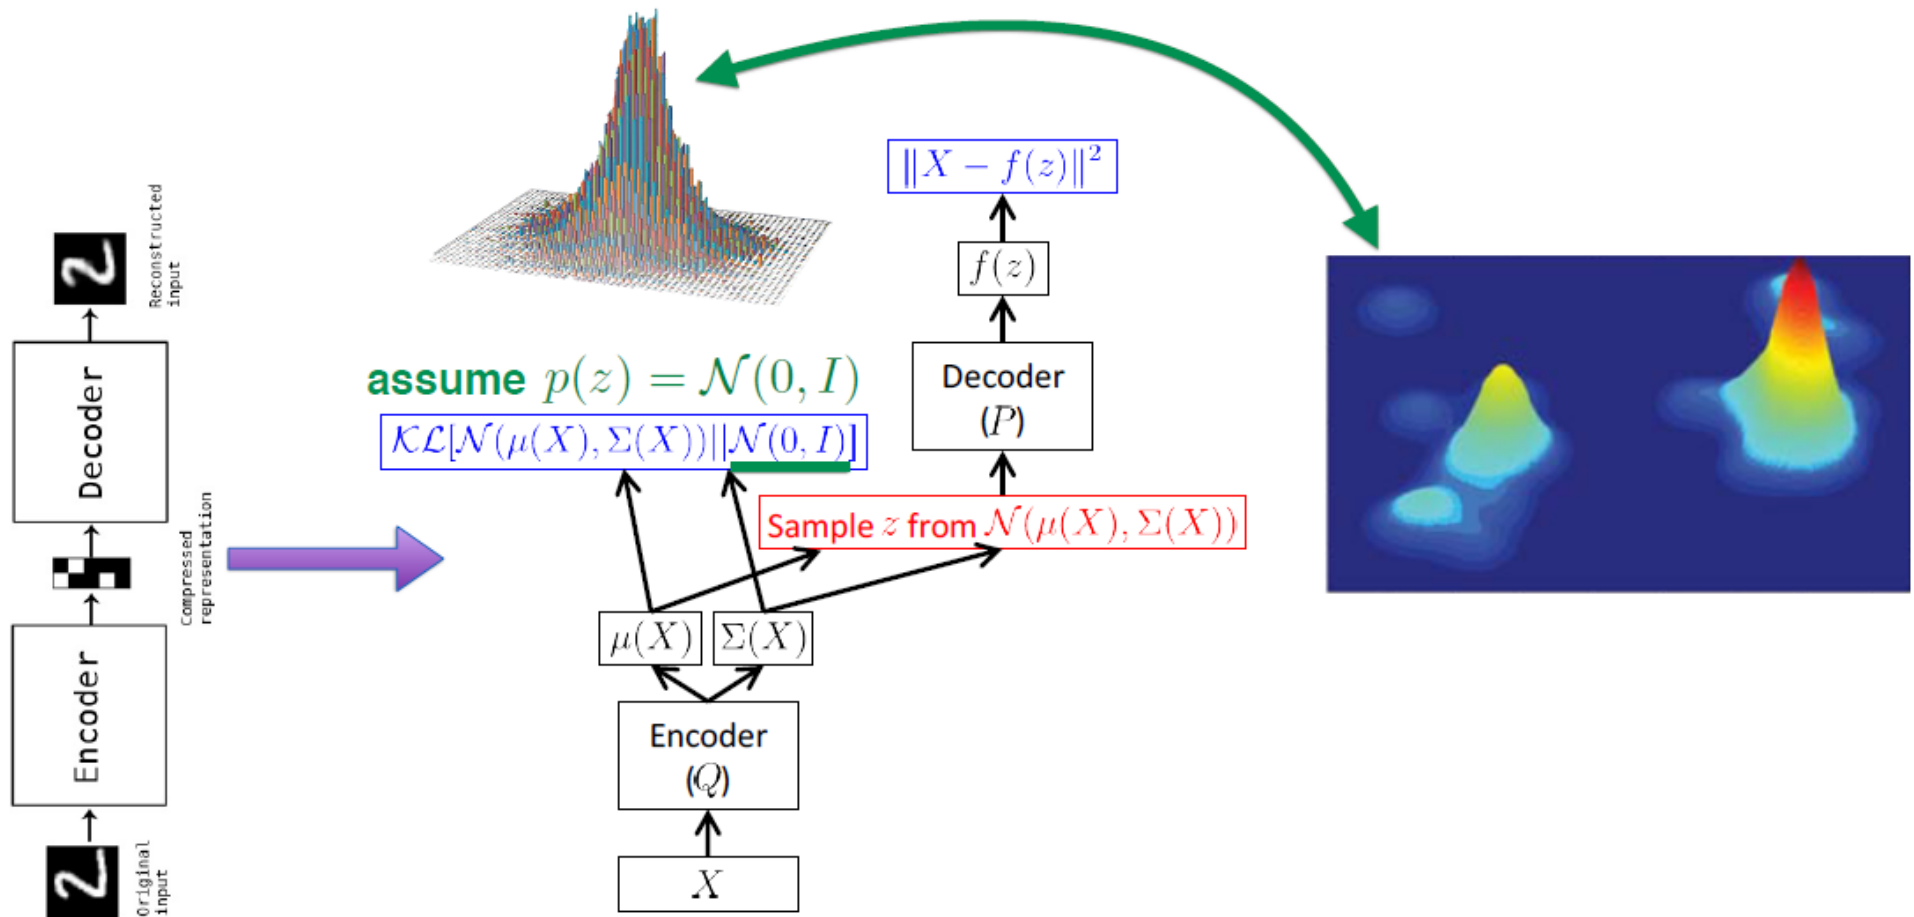 Reconstructed
input
Decoder
Compressed
representation
Encoder
Original
input
assume p(z) = 𝒩(0, I)
𝒦ℒ[𝒩(μ(X), Σ(X))||𝒩(0, I)]
‖X − f(z)‖²
f(z)
Decoder
(P)
Sample z from 𝒩(μ(X), Σ(X))
μ(X)
Σ(X)
Encoder
(Q)
X